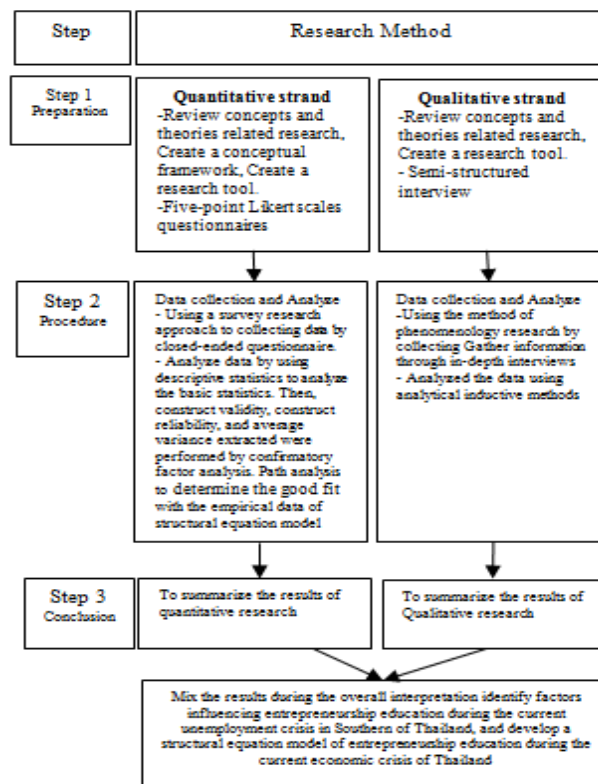 Step
Research Method
Step 1
Preparation
Quantitative strand
-Review concepts and
theories related research,
Create a conceptual
framework, Create a
research tool.
-Five-point Likert scales
questionnaires
Qualitative strand
-Review concepts and
theories related research,
Create a research tool.
- Semi-structured
interview
Step 2
Procedure
Data collection and Analyze
- Using a survey research
approach to collecting data by
closed-ended questionnaire.
- Analyze data by using
descriptive statistics to analyze
the basic statistics. Then,
construct validity, construct
reliability, and average
variance extracted were
performed by confirmatory
factor analysis. Path analysis
to determine the good fit
with the empirical data of
structural equation model
Data collection and Analyze
-Using the method of
phenomenology research by
collecting Gather information
through in-depth interviews
- Analyzed the data using
analytical inductive methods
Step 3
Conclusion
To summarize the results of
quantitative research
To summarize the results of
Qualitative research
Mix the results during the overall interpretation identify factors
influencing entrepreneurship education during the current
unemployment crisis in Southern of Thailand, and develop a
structural equation model of entrepreneurship education during the
current economic crisis of Thailand